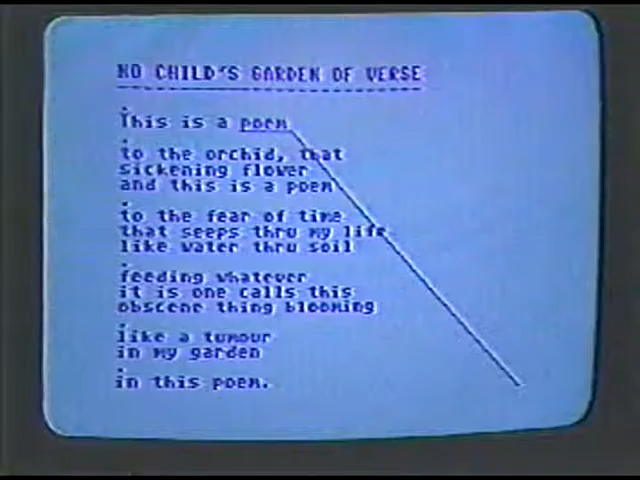 NO CHILD'S GARDEN OF VERSE
This is a poem
to the orchid, that
sickening flower
and this is a poem
to the fear of time
that seeps thru my life
like water thru soil
feeding whatever
it is one calls this
obscene thing blooming
like a tumour
in my garden
in this poem.